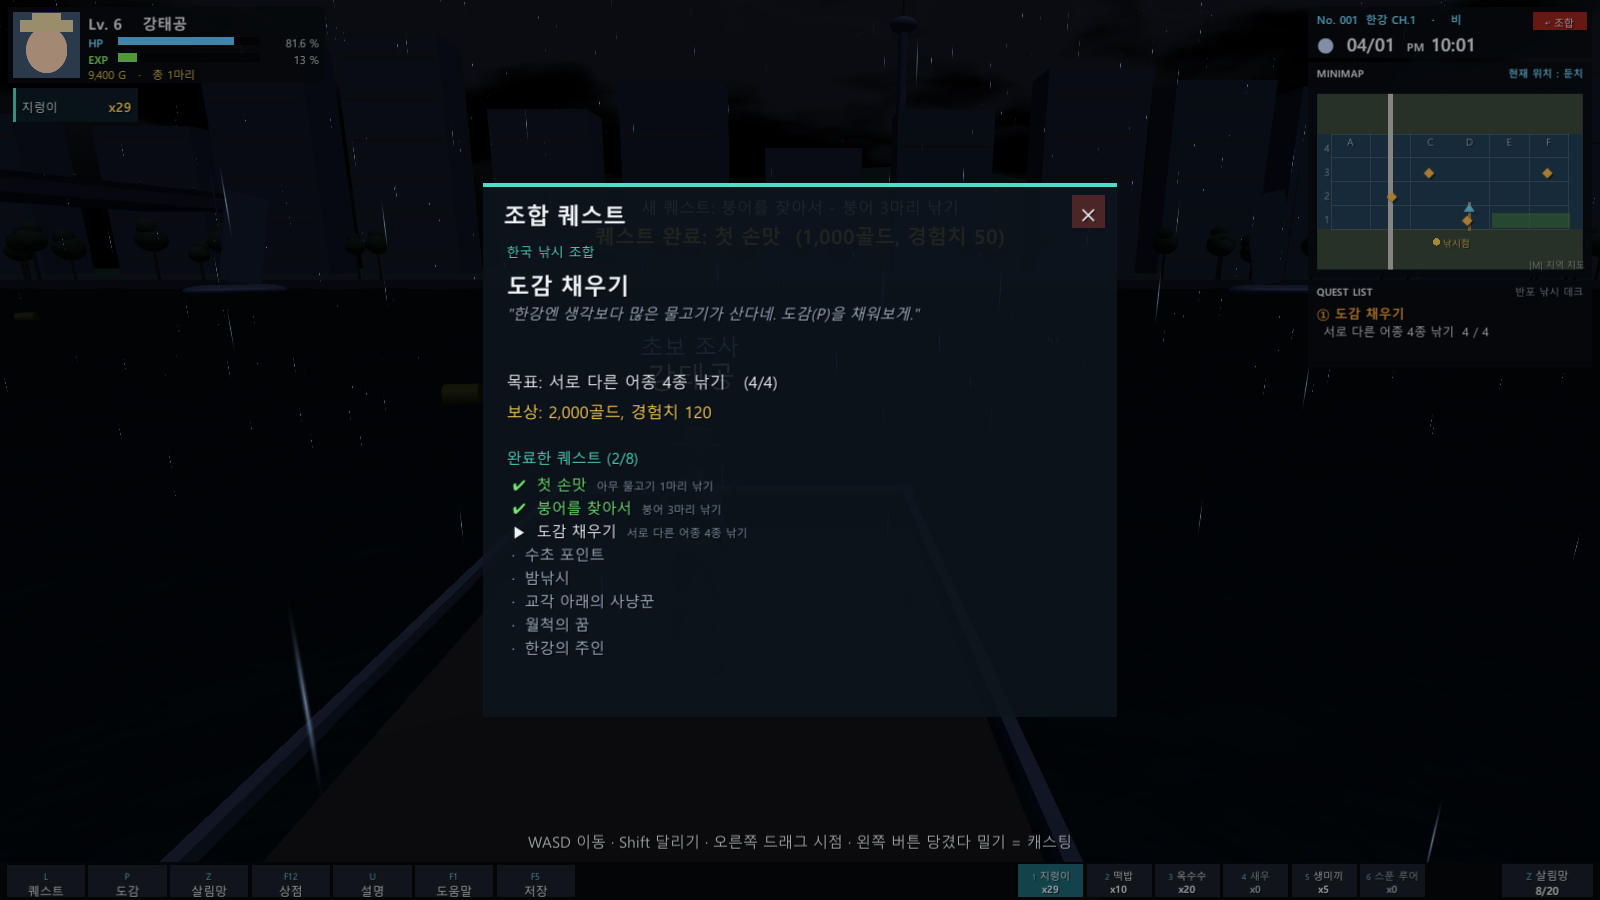 Lv. 6 강태공
HP 81.6 %
EXP 13 %
9,400 G · 총 1마리
지렁이 x29
No. 001 한강 CH.1 · 비
조합
04/01 PM 10:01
MINIMAP 현재 위치 : 둔치
A C D E F
4
3
2
1
낚시점
[M] 지역 지도
QUEST LIST 반포 낚시 데크
① 도감 채우기
서로 다른 어종 4종 낚기 4 / 4
새 퀘스트: 붕어를 찾아서 - 붕어 3마리 낚기
조합 퀘스트
퀘스트 완료: 첫 손맛 (1,000골드, 경험치 50)
한국 낚시 조합
도감 채우기
"한강엔 생각보다 많은 물고기가 산다네. 도감(P)을 채워보게."
초보 조사
강태공
목표: 서로 다른 어종 4종 낚기 (4/4)
보상: 2,000골드, 경험치 120
완료한 퀘스트 (2/8)
✔ 첫 손맛 아무 물고기 1마리 낚기
✔ 붕어를 찾아서 붕어 3마리 낚기
▶ 도감 채우기 서로 다른 어종 4종 낚기
· 수초 포인트
· 밤낚시
· 교각 아래의 사냥꾼
· 월척의 꿈
· 한강의 주인
WASD 이동 · Shift 달리기 · 오른쪽 드래그 시점 · 왼쪽 버튼 당겼다 밀기 = 캐스팅
L 퀘스트
P 도감
Z 살림망
F12 상점
U 설명
F1 도움말
F5 저장
1 지렁이 x29
2 떡밥 x10
3 옥수수 x20
4 새우 x0
5 생미끼 x5
6 스푼 루어 x0
Z 살림망 8/20